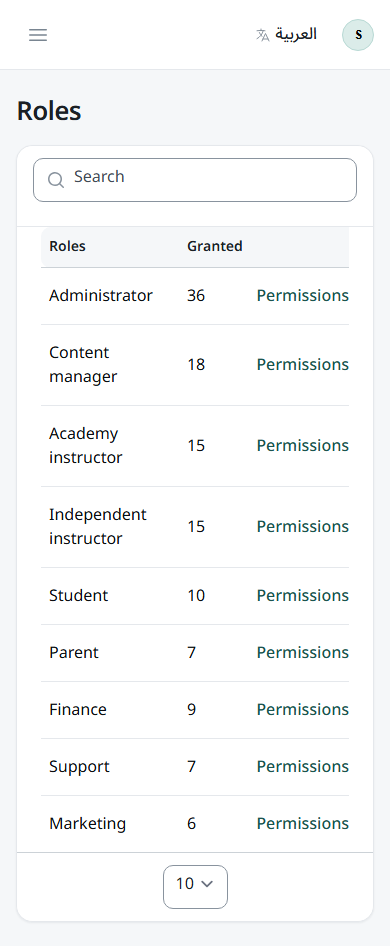 العربية
S
Roles
Search
Roles Granted
Administrator 36 Permissions
Content
manager 18 Permissions
Academy
instructor 15 Permissions
Independent
instructor 15 Permissions
Student 10 Permissions
Parent 7 Permissions
Finance 9 Permissions
Support 7 Permissions
Marketing 6 Permissions
10